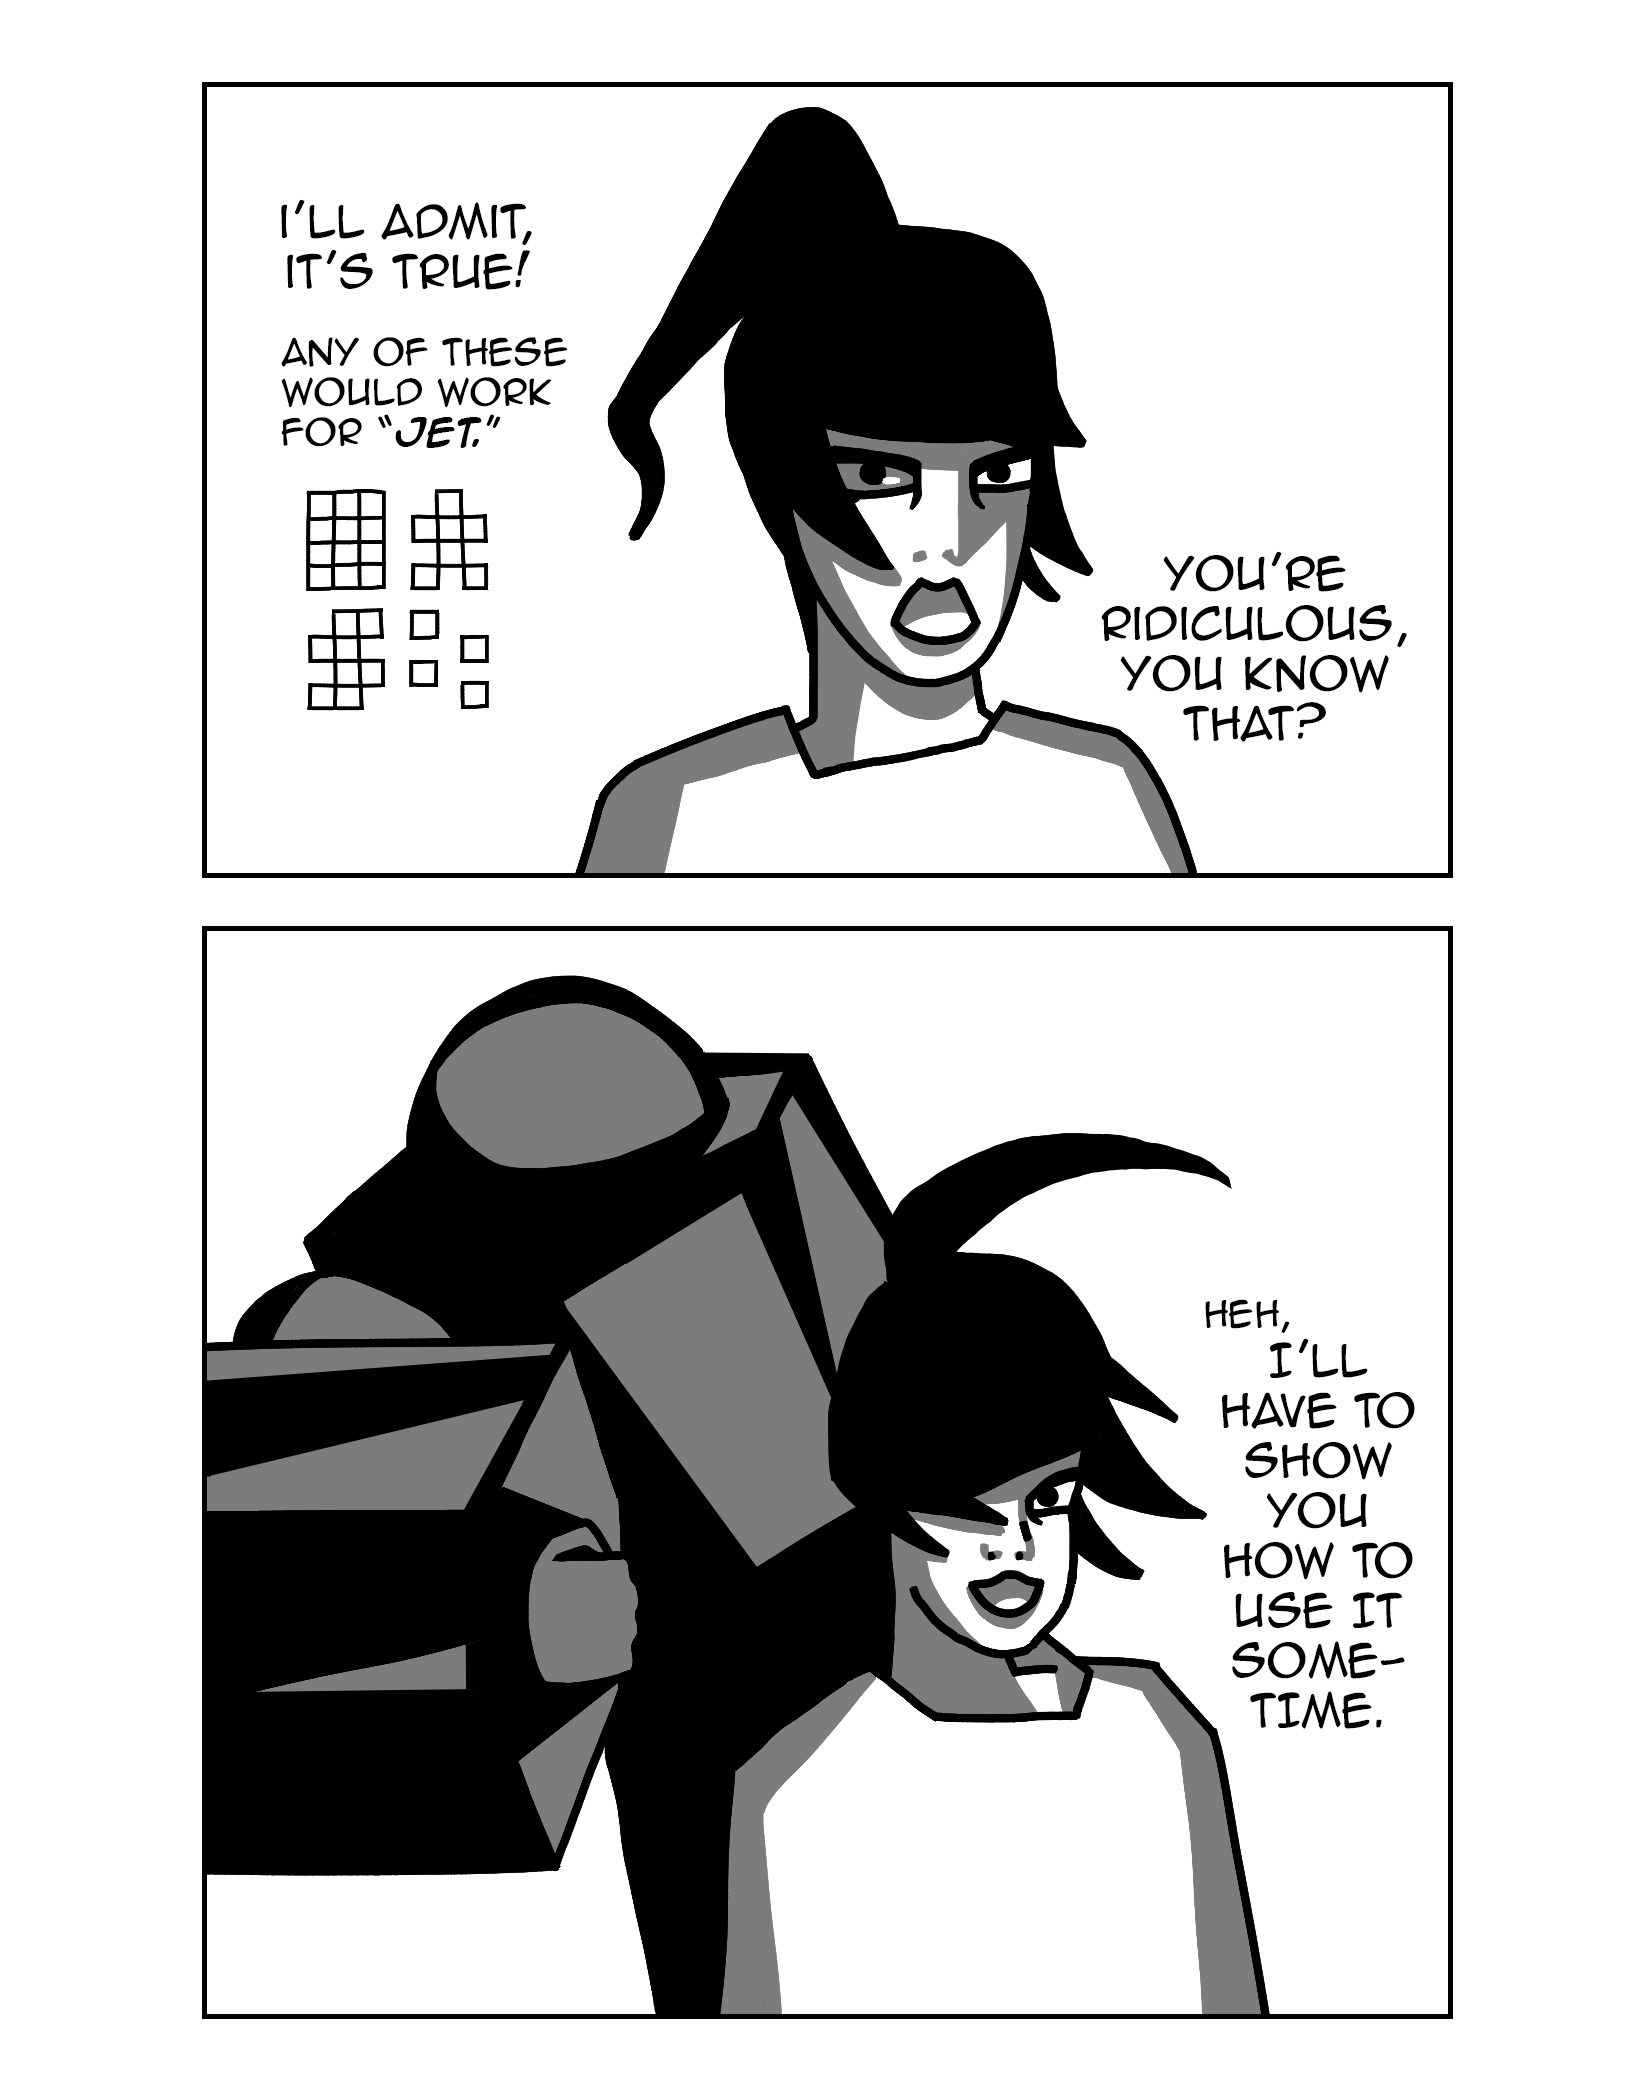 I'LL ADMIT,
IT'S TRUE!
ANY OF THESE
WOULD WORK
FOR "JET."
YOU'RE
RIDICULOUS,
YOU KNOW
THAT?
HEH,
I'LL
HAVE TO
SHOW
YOU
HOW TO
USE IT
SOME-
TIME.